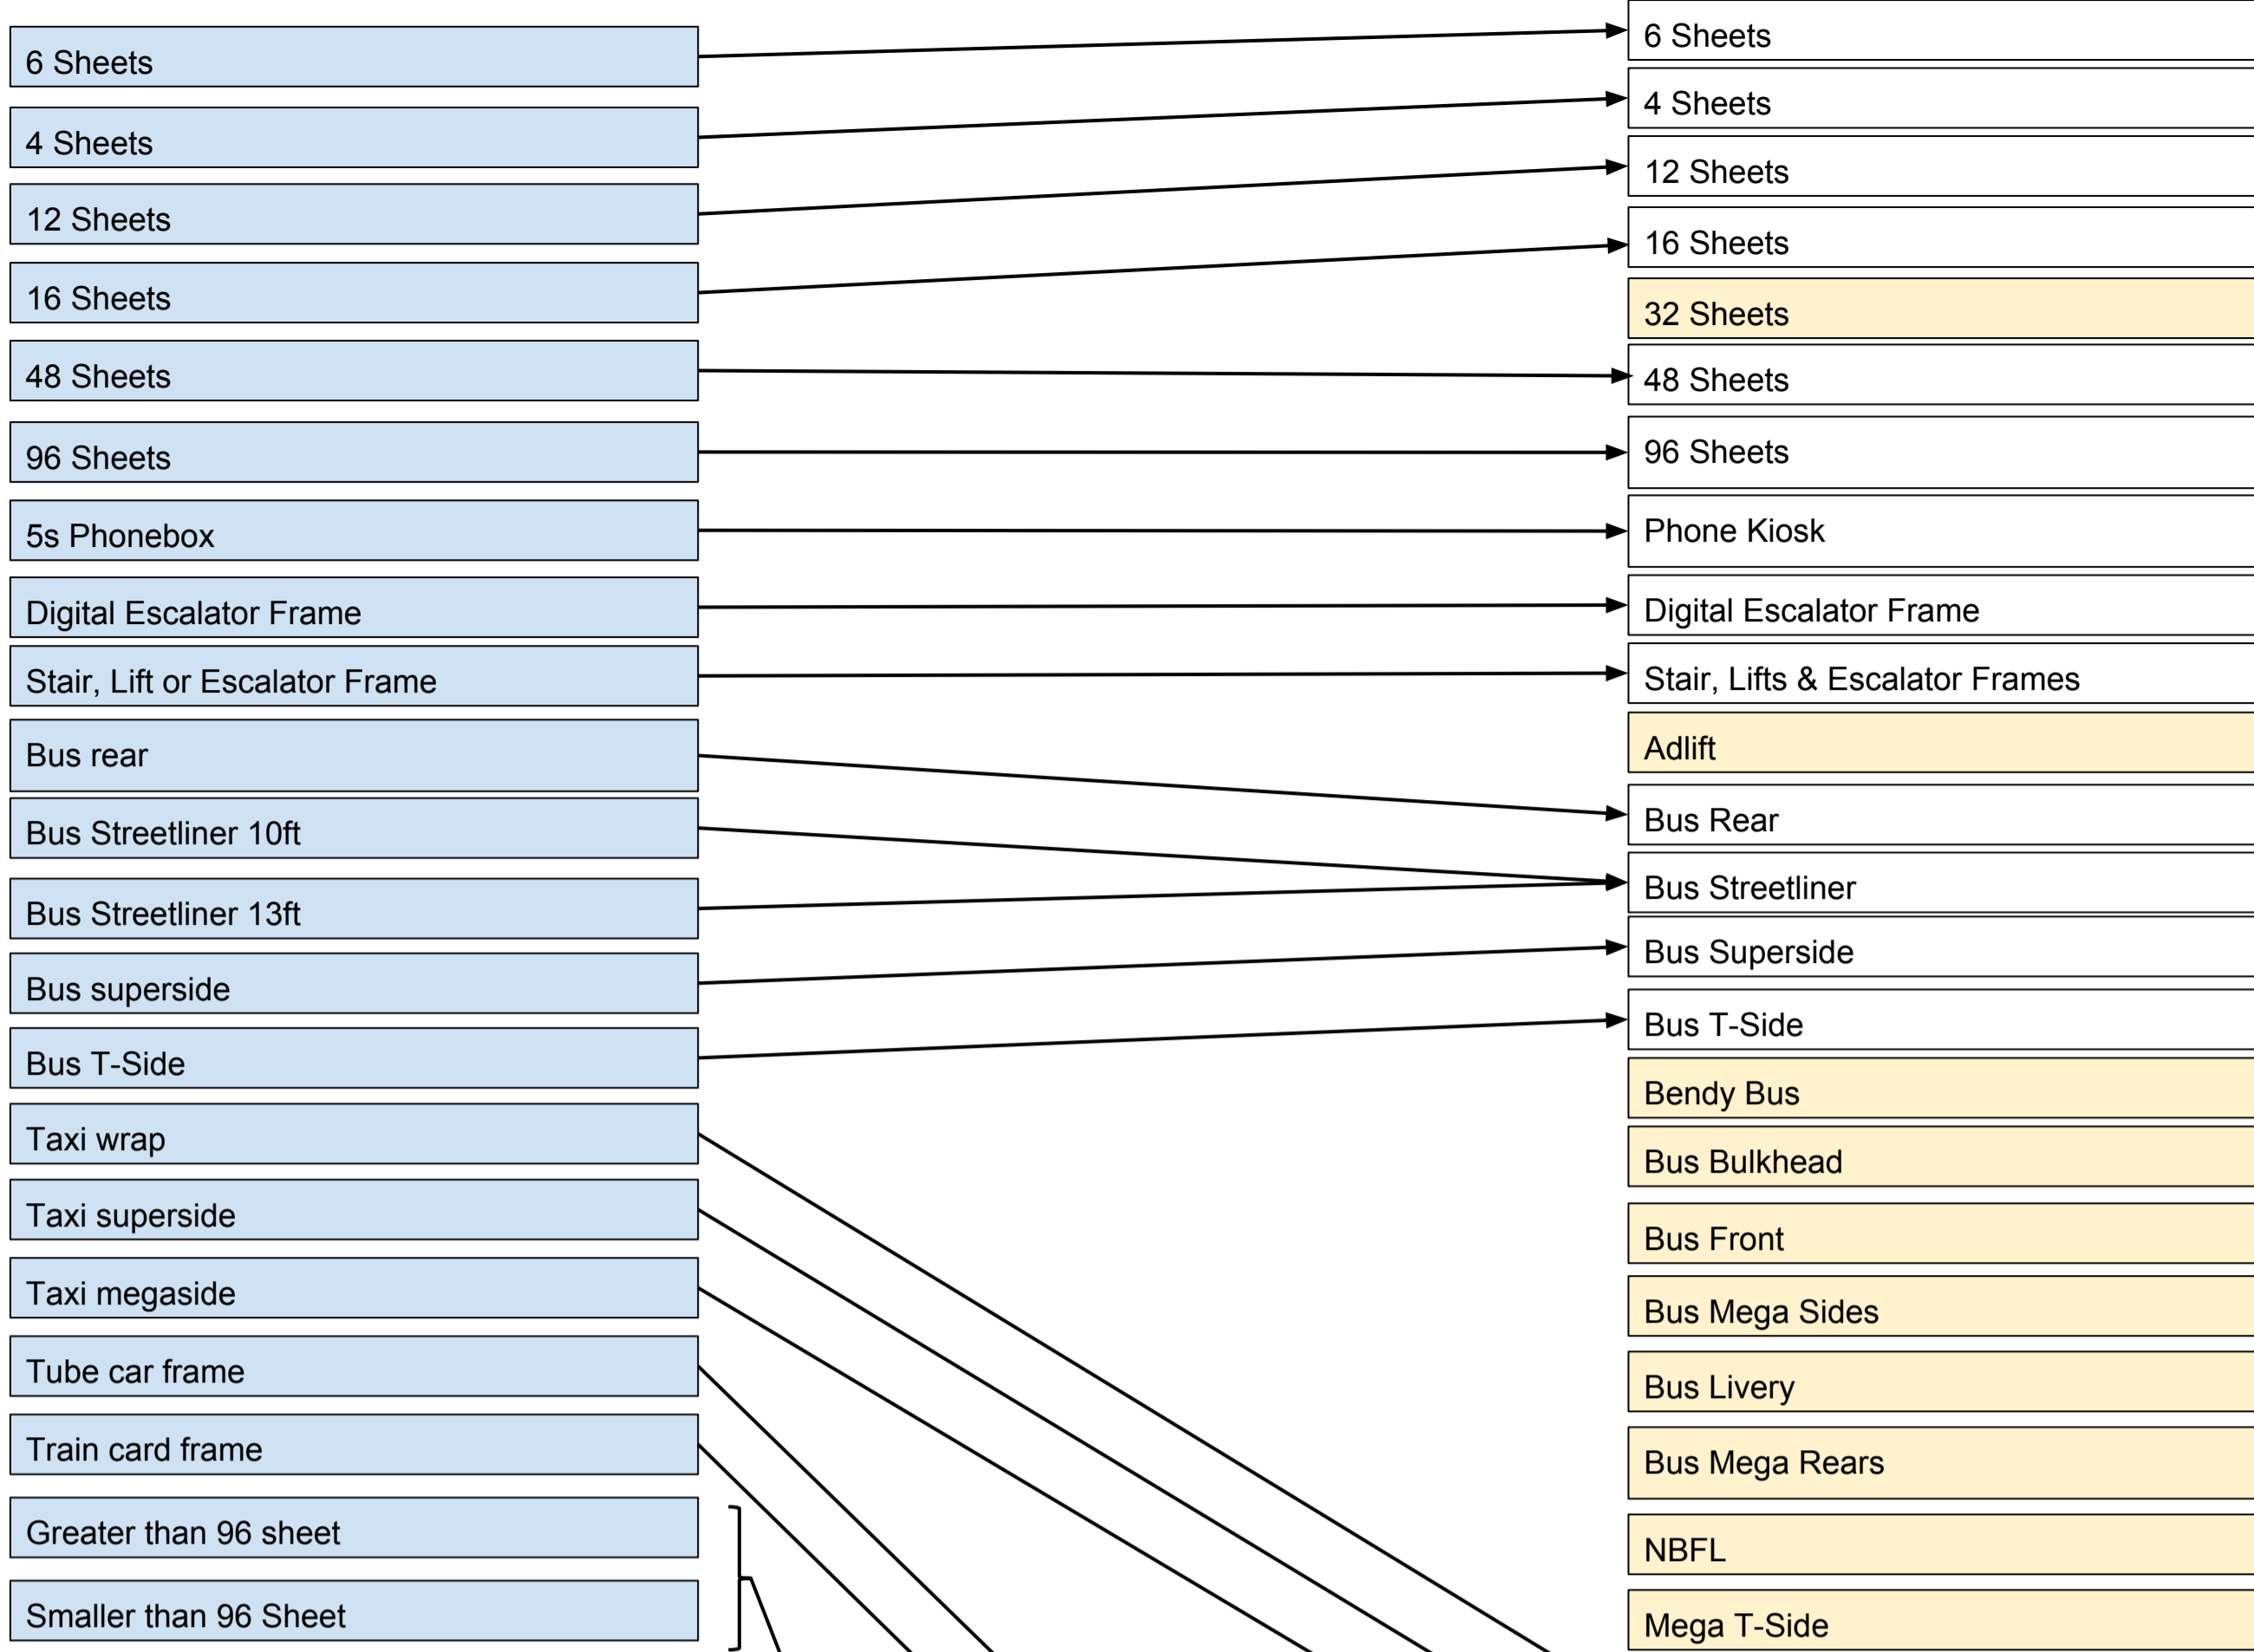 6 Sheets
4 Sheets
12 Sheets
16 Sheets
48 Sheets
96 Sheets
5s Phonebox
Digital Escalator Frame
Stair, Lift or Escalator Frame
Bus rear
Bus Streetliner 10ft
Bus Streetliner 13ft
Bus superside
Bus T-Side
Taxi wrap
Taxi superside
Taxi megaside
Tube car frame
Train card frame
Greater than 96 sheet
Smaller than 96 Sheet
6 Sheets
4 Sheets
12 Sheets
16 Sheets
32 Sheets
48 Sheets
96 Sheets
Phone Kiosk
Digital Escalator Frame
Stair, Lifts & Escalator Frames
Adlift
Bus Rear
Bus Streetliner
Bus Superside
Bus T-Side
Bendy Bus
Bus Bulkhead
Bus Front
Bus Mega Sides
Bus Livery
Bus Mega Rears
NBFL
Mega T-Side